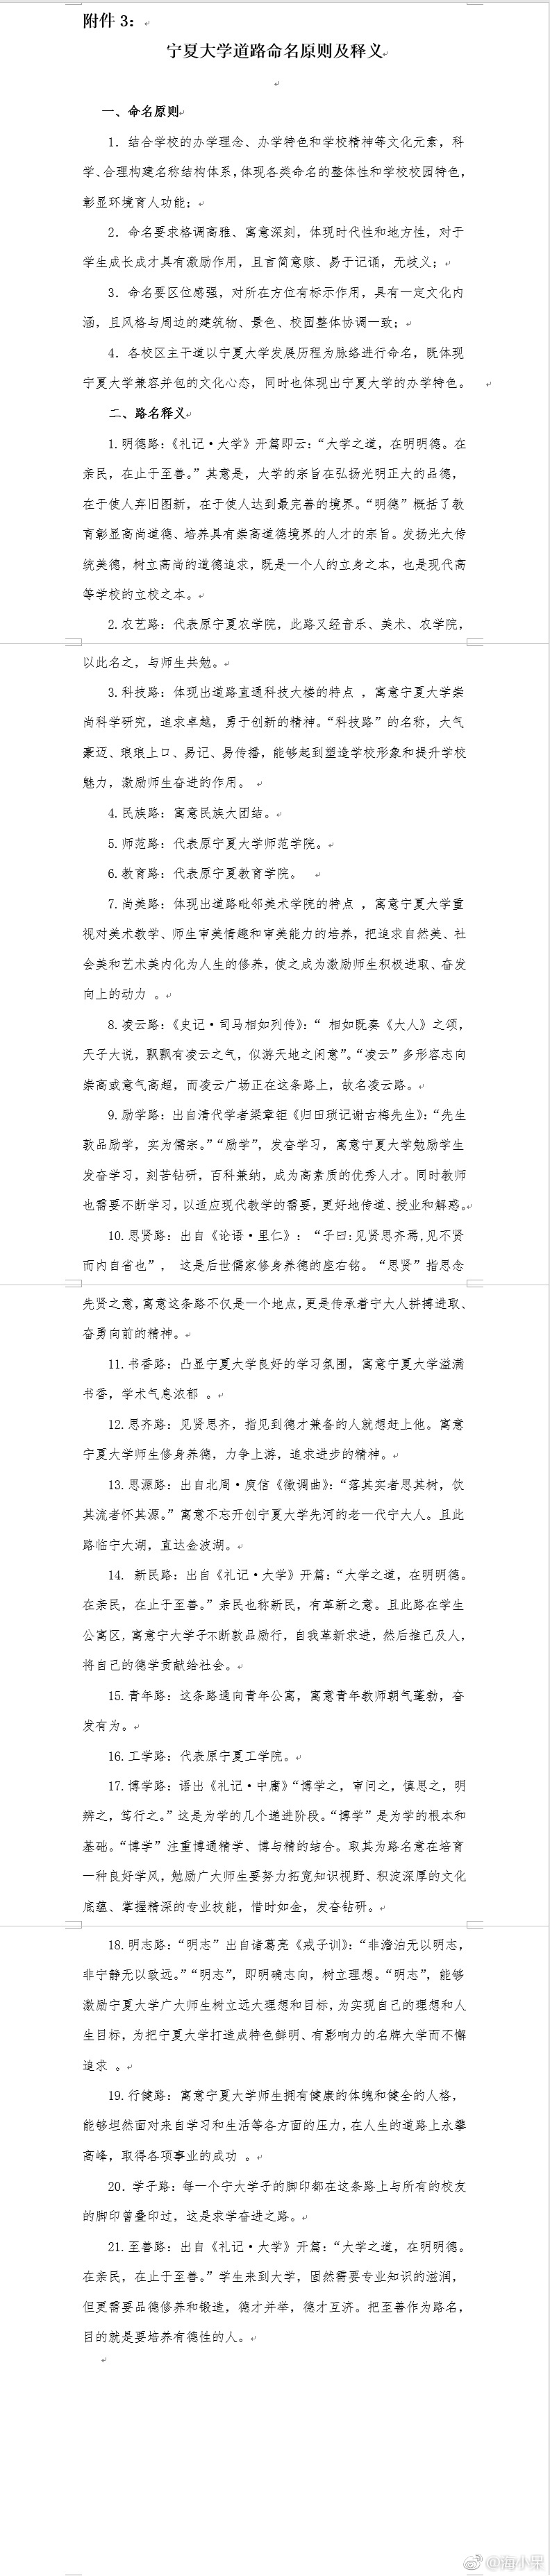 附件 3：
宁夏大学道路命名原则及释义
一、命名原则
1．结合学校的办学理念、办学特色和学校精神等文化元素，科
学、合理构建名称结构体系，体现各类命名的整体性和学校校园特色，
彰显环境育人功能；
2．命名要求格调高雅、寓意深刻，体现时代性和地方性，对于
学生成长成才具有激励作用，且言简意赅、易于记诵，无歧义；
3．命名要区位感强，对所在方位有标示作用，具有一定文化内
涵，且风格与周边的建筑物、景色、校园整体协调一致；
4．各校区主干道以宁夏大学发展历程为脉络进行命名，既体现
宁夏大学兼容并包的文化心态，同时也体现出宁夏大学的办学特色。
二、路名释义
1.明德路：《礼记·大学》开篇即云：“大学之道，在明明德。在
亲民，在止于至善。”其意是，大学的宗旨在弘扬光明正大的品德，
在于使人弃旧图新，在于使人达到最完善的境界。“明德”概括了教
育彰显高尚道德、培养具有崇高道德境界的人才的宗旨。发扬光大传
统美德，树立高尚的道德追求，既是一个人的立身之本，也是现代高
等学校的立校之本。
2.农艺路：代表原宁夏农学院，此路又经音乐、美术、农学院，
以此名之，与师生共勉。
3.科技路：体现出道路直通科技大楼的特点 ，寓意宁夏大学崇
尚科学研究，追求卓越，勇于创新的精神。“科技路”的名称，大气
豪迈、琅琅上口、易记、易传播，能够起到塑造学校形象和提升学校
魅力，激励师生奋进的作用。
4.民族路：寓意民族大团结。
5.师范路：代表原宁夏大学师范学院。
6.教育路：代表原宁夏教育学院。
7.尚美路：体现出道路毗邻美术学院的特点 ，寓意宁夏大学重
视对美术教学、师生审美情趣和审美能力的培养，把追求自然美、社
会美和艺术美内化为人生的修养，使之成为激励师生积极进取、奋发
向上的动力 。
8.凌云路：《史记·司马相如列传》：“ 相如既奏《大人》之颂，
天子大说，飘飘有凌云之气，似游天地之闲意”。“凌云”多形容志向
崇高或意气高超，而凌云广场正在这条路上，故名凌云路。
9.励学路：出自清代学者梁章钜《归田琐记谢古梅先生》：“先生
敦品励学，实为儒宗。”“励学”，发奋学习，寓意宁夏大学勉励学生
发奋学习，刻苦钻研，百科兼纳，成为高素质的优秀人才。同时教师
也需要不断学习，以适应现代教学的需要，更好地传道、授业和解惑。
10.思贤路：出自《论语·里仁》：“子曰:见贤思齐焉,见不贤
而内自省也”， 这是后世儒家修身养德的座右铭。“思贤”指思念
先贤之意，寓意这条路不仅是一个地点，更是传承着宁大人拼搏进取、
奋勇向前的精神。
11.书香路：凸显宁夏大学良好的学习氛围，寓意宁夏大学溢满
书香，学术气息浓郁 。
12.思齐路：见贤思齐，指见到德才兼备的人就想赶上他。寓意
宁夏大学师生修身养德，力争上游，追求进步的精神。
13.思源路：出自北周·庾信《徵调曲》：“落其实者思其树，饮
其流者怀其源。”寓意不忘开创宁夏大学先河的老一代宁大人。且此
路临宁大湖，直达金波湖。
14. 新民路：出自《礼记·大学》开篇：“大学之道，在明明德。
在亲民，在止于至善。”亲民也称新民，有革新之意。且此路在学生
公寓区，寓意宁大学子不断敦品励行，自我革新求进，然后推己及人，
将自己的德学贡献给社会。
15.青年路：这条路通向青年公寓，寓意青年教师朝气蓬勃，奋
发有为。
16.工学路：代表原宁夏工学院。
17.博学路：语出《礼记·中庸》“博学之，审问之，慎思之，明
辨之，笃行之。”这是为学的几个递进阶段。“博学”是为学的根本和
基础。“博学”注重博通精学、博与精的结合。取其为路名意在培育
一种良好学风，勉励广大师生要努力拓宽知识视野、积淀深厚的文化
底蕴、掌握精深的专业技能，惜时如金，发奋钻研。
18.明志路：“明志”出自诸葛亮《戒子训》：“非澹泊无以明志，
非宁静无以致远。”“明志”，即明确志向，树立理想。“明志”，能够
激励宁夏大学广大师生树立远大理想和目标，为实现自己的理想和人
生目标，为把宁夏大学打造成特色鲜明、有影响力的名牌大学而不懈
追求 。
19.行健路：寓意宁夏大学师生拥有健康的体魄和健全的人格，
能够坦然面对来自学习和生活等各方面的压力，在人生的道路上永攀
高峰，取得各项事业的成功 。
20．学子路：每一个宁大学子的脚印都在这条路上与所有的校友
的脚印曾叠印过，这是求学奋进之路。
21.至善路：出自《礼记·大学》开篇：“大学之道，在明明德。
在亲民，在止于至善。”学生来到大学，固然需要专业知识的滋润，
但更需要品德修养和锻造，德才并举，德才互济。把至善作为路名，
目的就是要培养有德性的人。